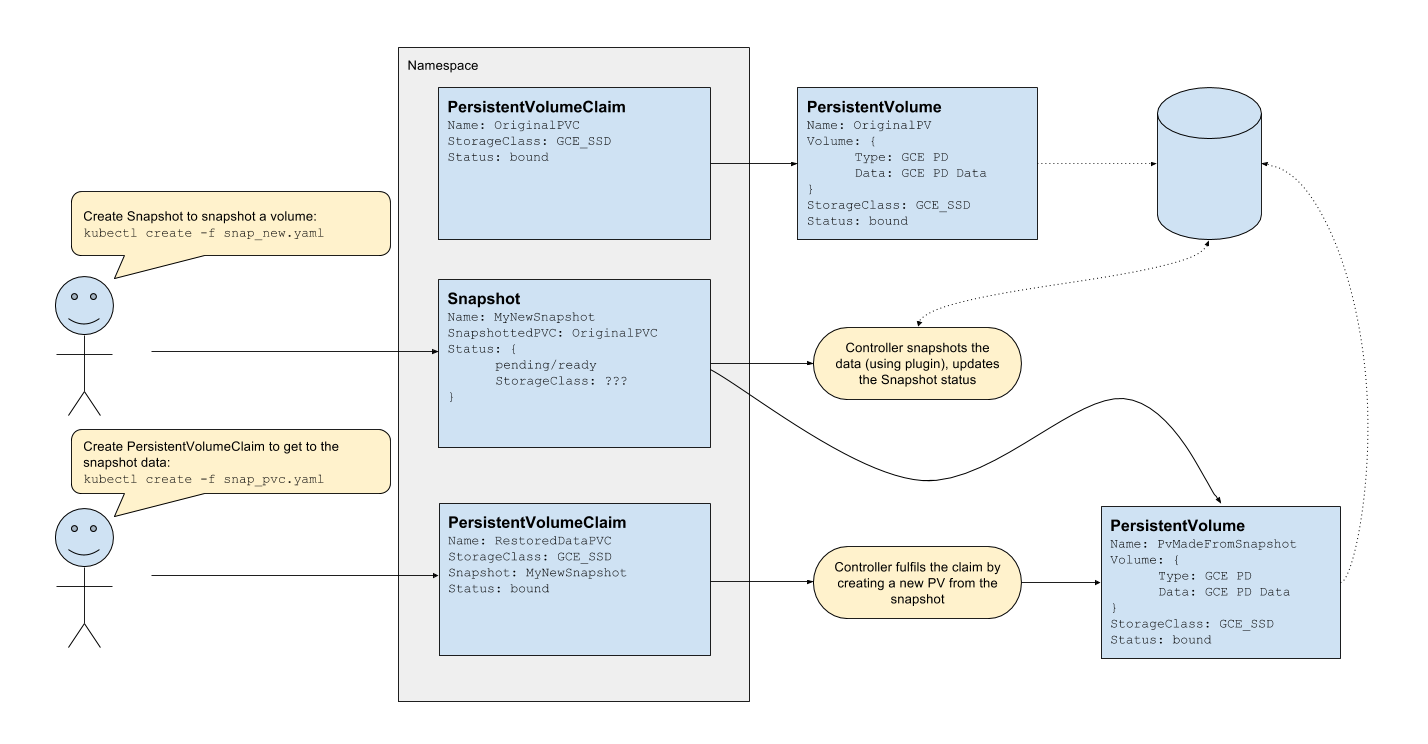 Namespace
PersistentVolumeClaim
Name: OriginalPVC
StorageClass: GCE_SSD
Status: bound
PersistentVolume
Name: OriginalPV
Volume: {
Type: GCE PD
Data: GCE PD Data
}
StorageClass: GCE_SSD
Status: bound
Create Snapshot to snapshot a volume:
kubectl create -f snap_new.yaml
Snapshot
Name: MyNewSnapshot
SnapshottedPVC: OriginalPVC
Status: {
pending/ready
StorageClass: ???
}
Controller snapshots the
data (using plugin), updates
the Snapshot status
Create PersistentVolumeClaim to get to the
snapshot data:
kubectl create -f snap_pvc.yaml
PersistentVolumeClaim
Name: RestoredDataPVC
StorageClass: GCE_SSD
Snapshot: MyNewSnapshot
Status: bound
Controller fulfils the claim by
creating a new PV from the
snapshot
PersistentVolume
Name: PvMadeFromSnapshot
Volume: {
Type: GCE PD
Data: GCE PD Data
}
StorageClass: GCE_SSD
Status: bound